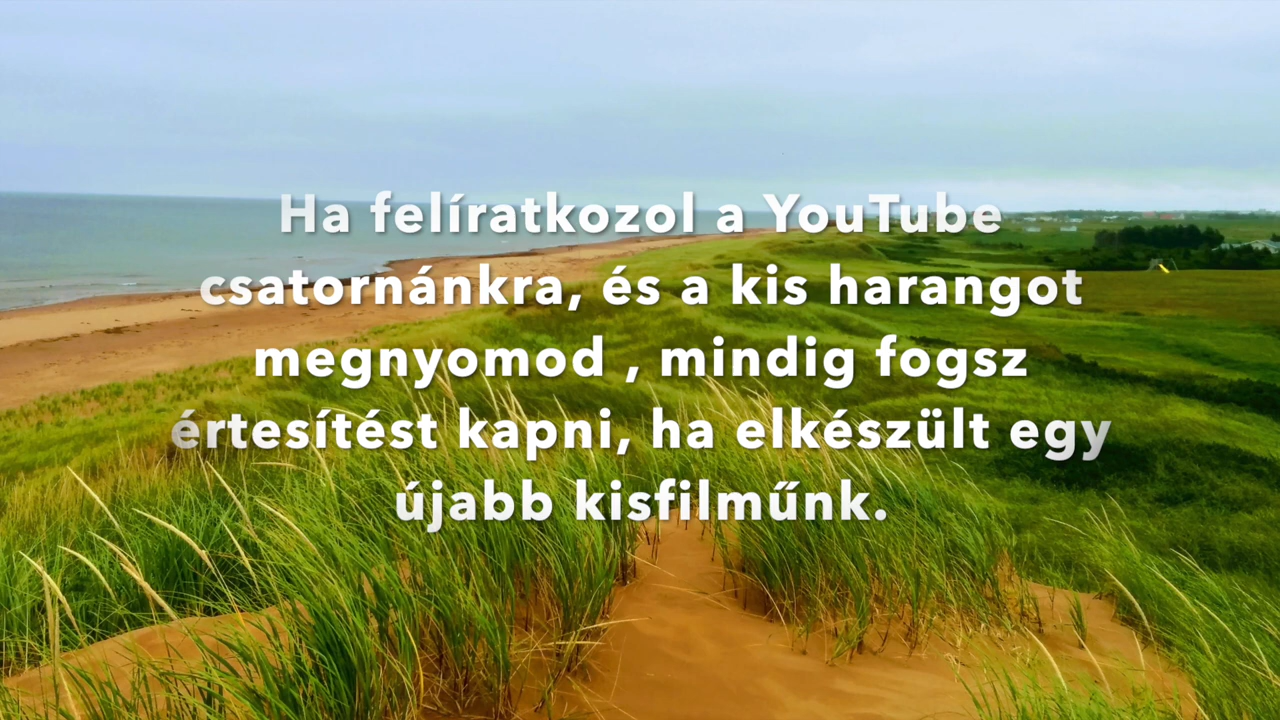 Ha felíratkozol a YouTube
csatornánkra, és a kis harangot
megnyomod , mindig fogsz
értesítést kapni, ha elkészült egy
újabb kisfilműnk.